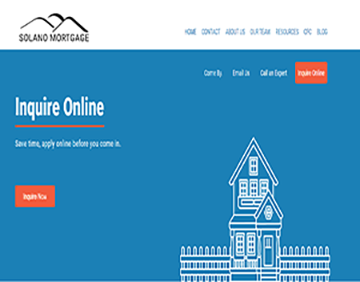 SOLANO MORTGAGE
HOME CONTACT ABOUT US OUR TEAM RESOURCES CFC BLOG
Come By Email Us Call an Expert Inquire Online
Inquire Online
Save time, apply online before you come in.
Inquire Now